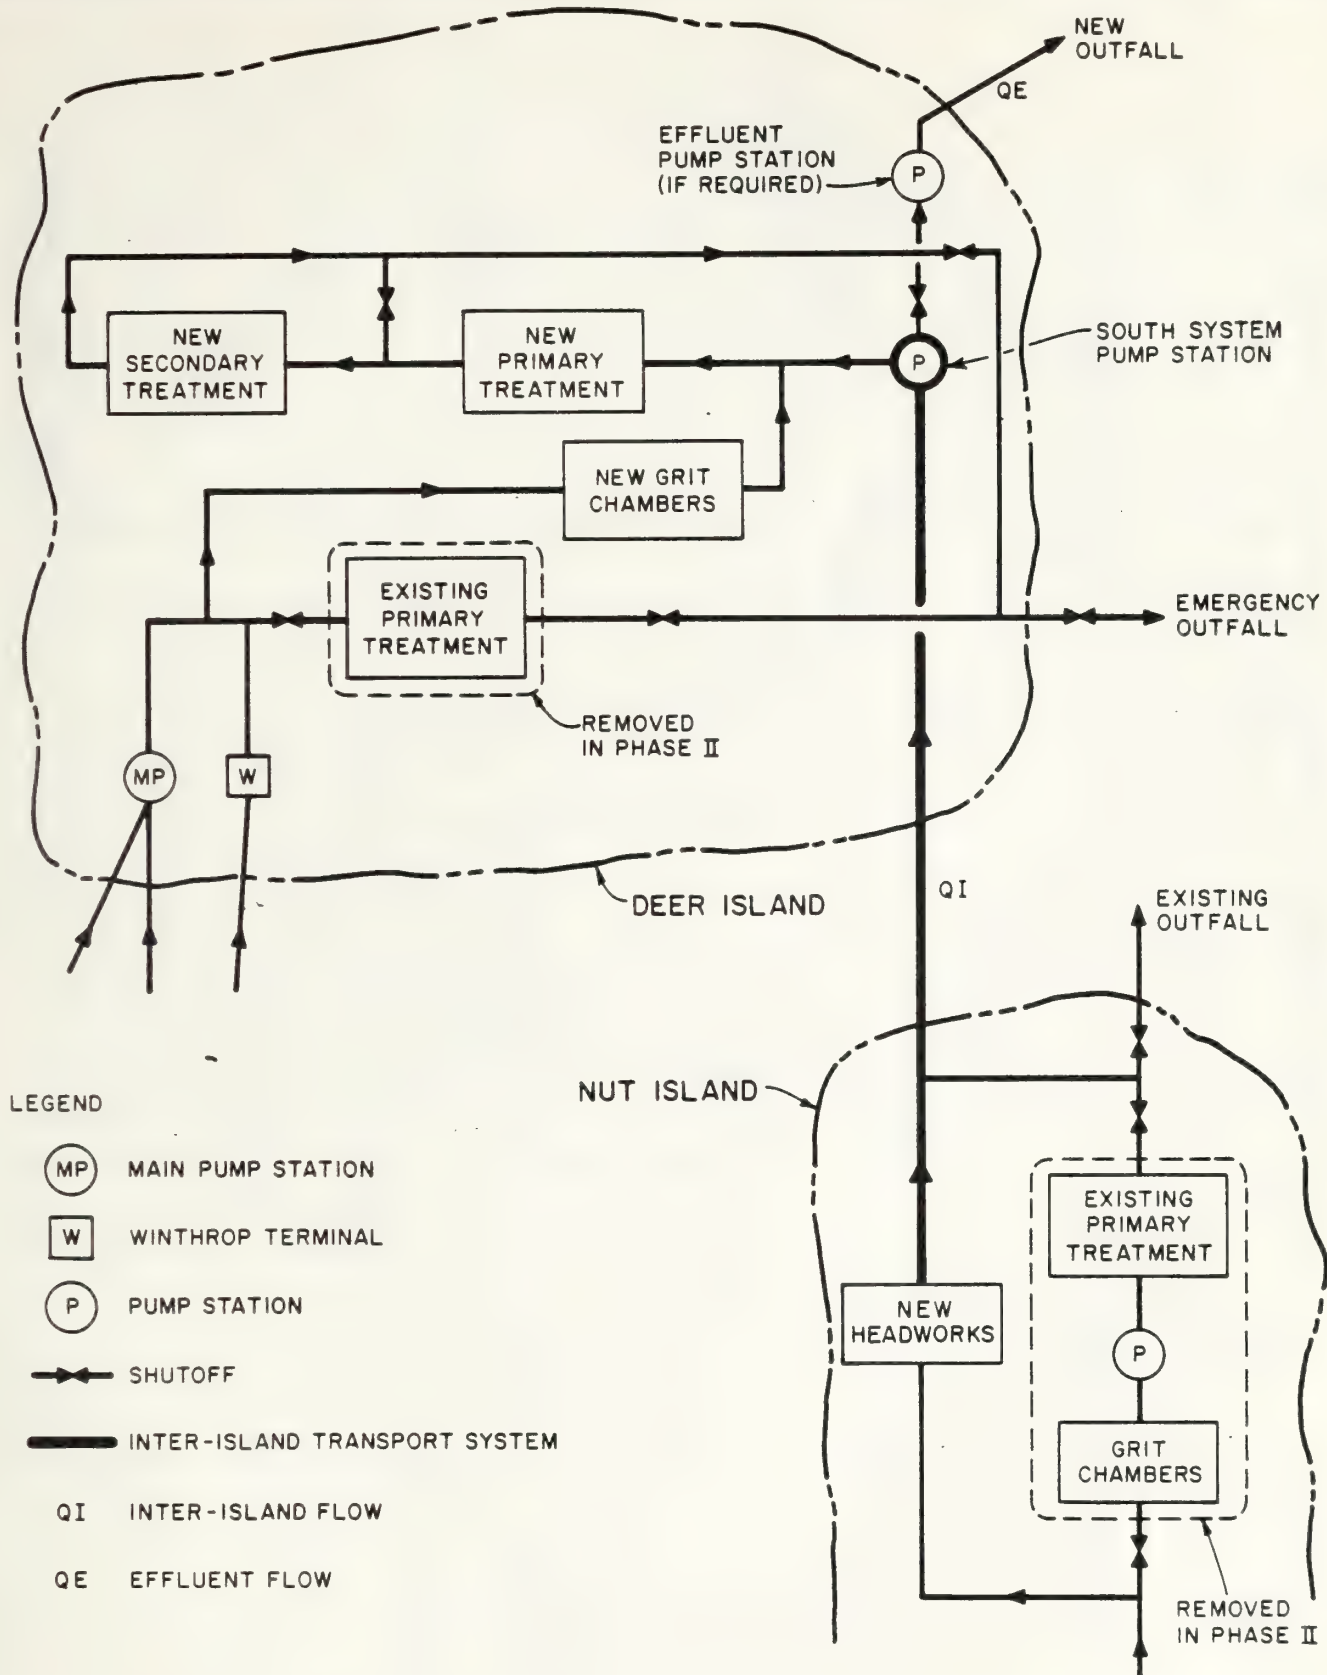 NEW
OUTFALL
QE
EFFLUENT
PUMP STATION
(IF REQUIRED)
P
NEW
SECONDARY
TREATMENT
NEW
PRIMARY
TREATMENT
P
SOUTH SYSTEM
PUMP STATION
NEW GRIT
CHAMBERS
EXISTING
PRIMARY
TREATMENT
EMERGENCY
OUTFALL
REMOVED
IN PHASE II
MP
W
DEER ISLAND
QI
EXISTING
OUTFALL
NUT ISLAND
EXISTING
PRIMARY
TREATMENT
NEW
HEADWORKS
P
GRIT
CHAMBERS
REMOVED
IN PHASE II
LEGEND
MP MAIN PUMP STATION
W WINTHROP TERMINAL
P PUMP STATION
SHUTOFF
INTER-ISLAND TRANSPORT SYSTEM
QI INTER-ISLAND FLOW
QE EFFLUENT FLOW